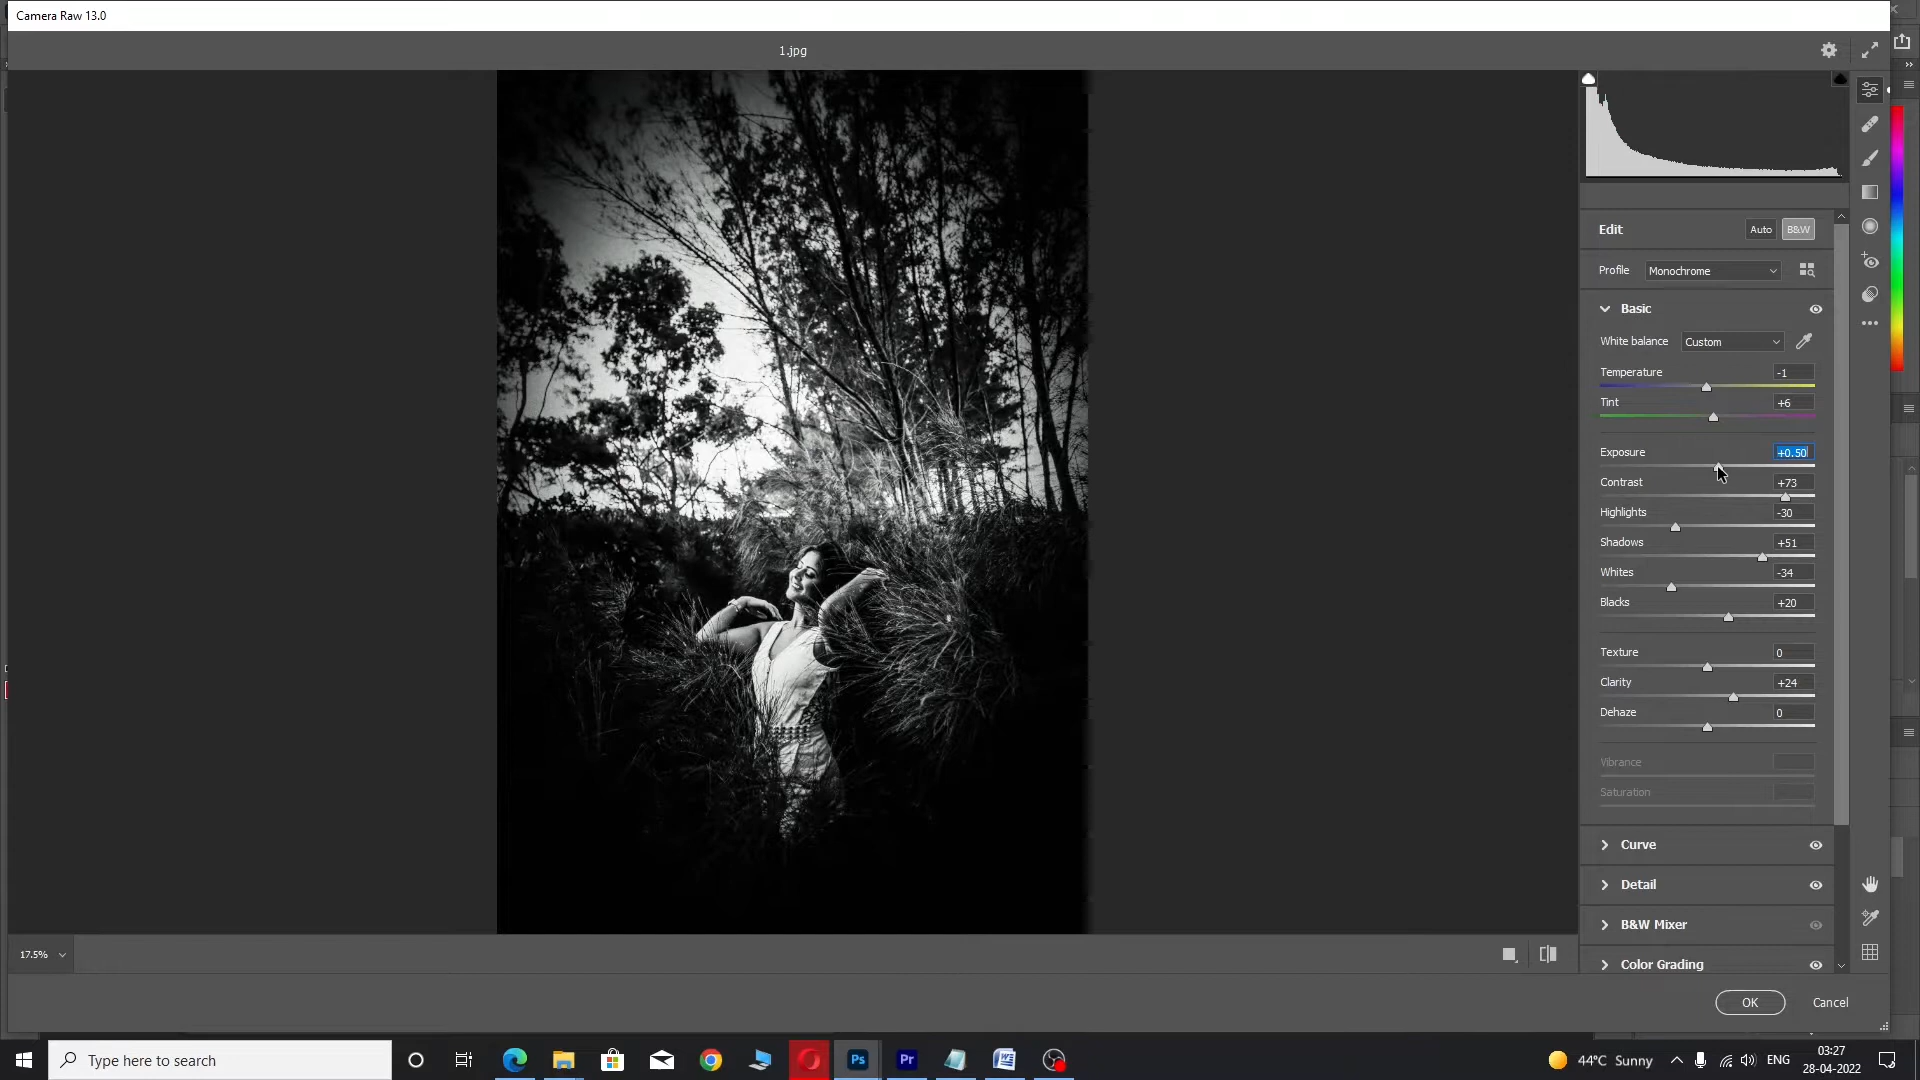 Camera Raw 13.0
1.jpg
Edit Auto B&W
Profile Monochrome
Basic
White balance Custom
Temperature -1
Tint +6
Exposure +0.50
Contrast +73
Highlights -30
Shadows +51
Whites -34
Blacks +20
Texture 0
Clarity +24
Dehaze 0
Vibrance
Saturation
Curve
Detail
B&W Mixer
Color Grading
17.5%
OK Cancel
Type here to search
Ps
Pr
44°C Sunny
ENG
03:27
28-04-2022